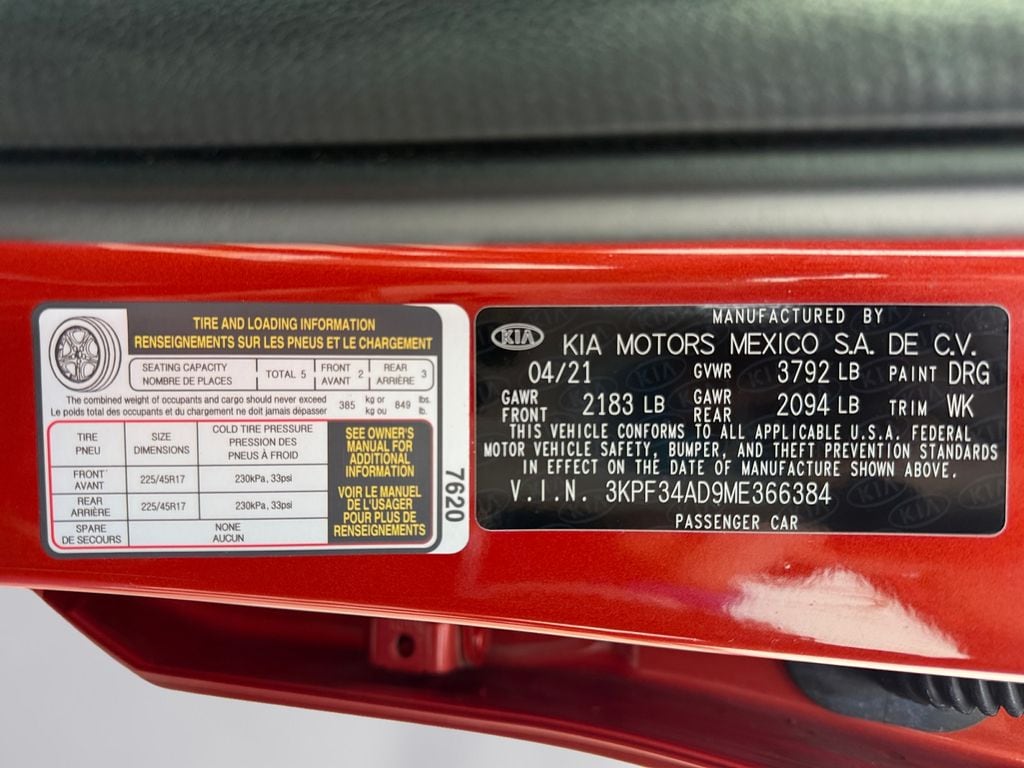 TIRE AND LOADING INFORMATION
RENSEIGNEMENTS SUR LES PNEUS ET LE CHARGEMENT
SEATING CAPACITY
NOMBRE DE PLACES
TOTAL 5
FRONT
AVANT 2
REAR
ARRIÈRE 3
The combined weight of occupants and cargo should never exceed
Le poids total des occupants et du chargement ne doit jamais dépasser
385 kg or
kg ou 849 lbs.
lb.
TIRE
PNEU
SIZE
DIMENSIONS
COLD TIRE PRESSURE
PRESSION DES
PNEUS À FROID
FRONT
AVANT
225/45R17
230kPa, 33psi
REAR
ARRIÈRE
225/45R17
230kPa, 33psi
SPARE
DE SECOURS
NONE
AUCUN
SEE OWNER'S
MANUAL FOR
ADDITIONAL
INFORMATION
VOIR LE MANUEL
DE L'USAGER
POUR PLUS DE
RENSEIGNEMENTS
7620
MANUFACTURED BY
KIA KIA MOTORS MEXICO S.A. DE C.V.
04/21 GVWR 3792 LB PAINT DRG
GAWR
FRONT 2183 LB GAWR
REAR 2094 LB TRIM WK
THIS VEHICLE CONFORMS TO ALL APPLICABLE U.S.A. FEDERAL
MOTOR VEHICLE SAFETY, BUMPER, AND THEFT PREVENTION STANDARDS
IN EFFECT ON THE DATE OF MANUFACTURE SHOWN ABOVE.
V.I.N. 3KPF34AD9ME366384
PASSENGER CAR